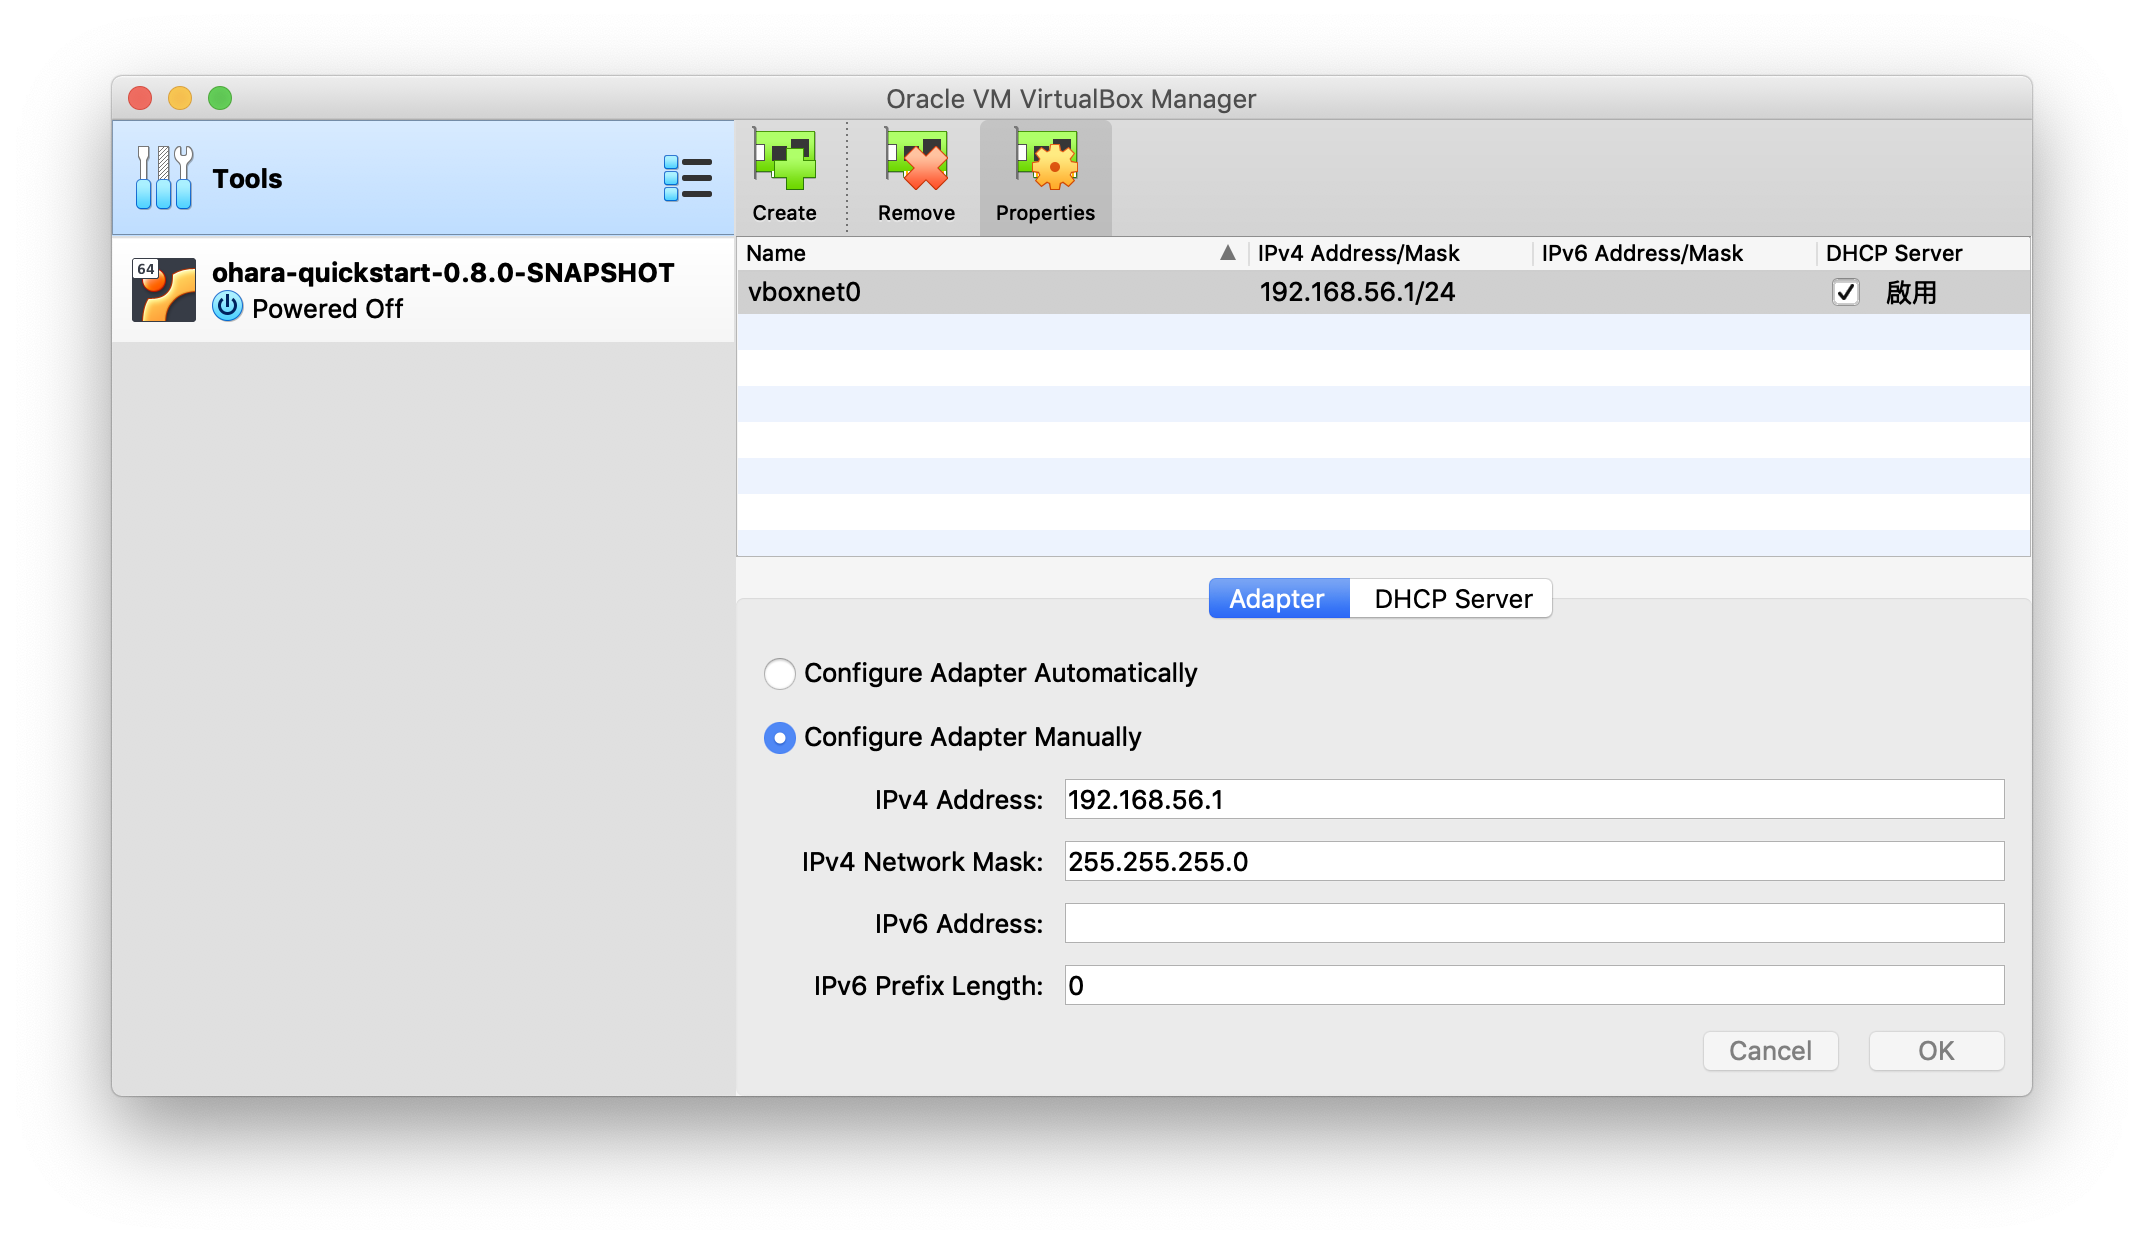 Oracle VM VirtualBox Manager
Tools
64
ohara-quickstart-0.8.0-SNAPSHOT
Powered Off
Create Remove Properties
Name IPv4 Address/Mask IPv6 Address/Mask DHCP Server
vboxnet0 192.168.56.1/24 啟用
Adapter DHCP Server
Configure Adapter Automatically
Configure Adapter Manually
IPv4 Address: 192.168.56.1
IPv4 Network Mask: 255.255.255.0
IPv6 Address:
IPv6 Prefix Length: 0
Cancel OK